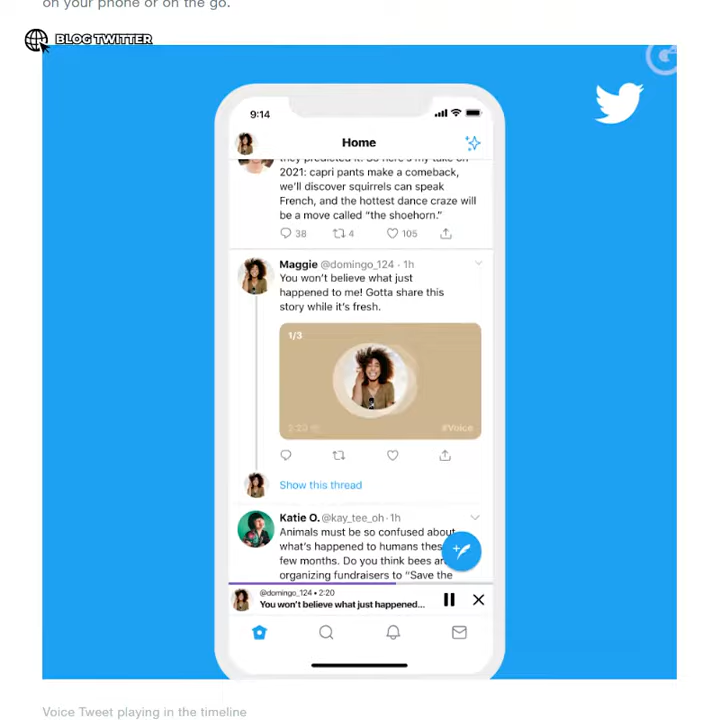 on your phone or on the go.
BLOG TWITTER
9:14
Home
they predicted it. So here's my take on
2021: capri pants make a comeback,
we'll discover squirrels can speak
French, and the hottest dance craze will
be a move called “the shoehorn.”
38 4 105
Maggie @domingo_124 · 1h
You won't believe what just
happened to me! Gotta share this
story while it's fresh.
1/3
2:20 #Voice
Show this thread
Katie O. @kay_tee_oh · 1h
Animals must be so confused about
what's happened to humans thes
few months. Do you think bees ar
organizing fundraisers to “Save the
@domingo_124 • 2:20
You won't believe what just happened...
Voice Tweet playing in the timeline